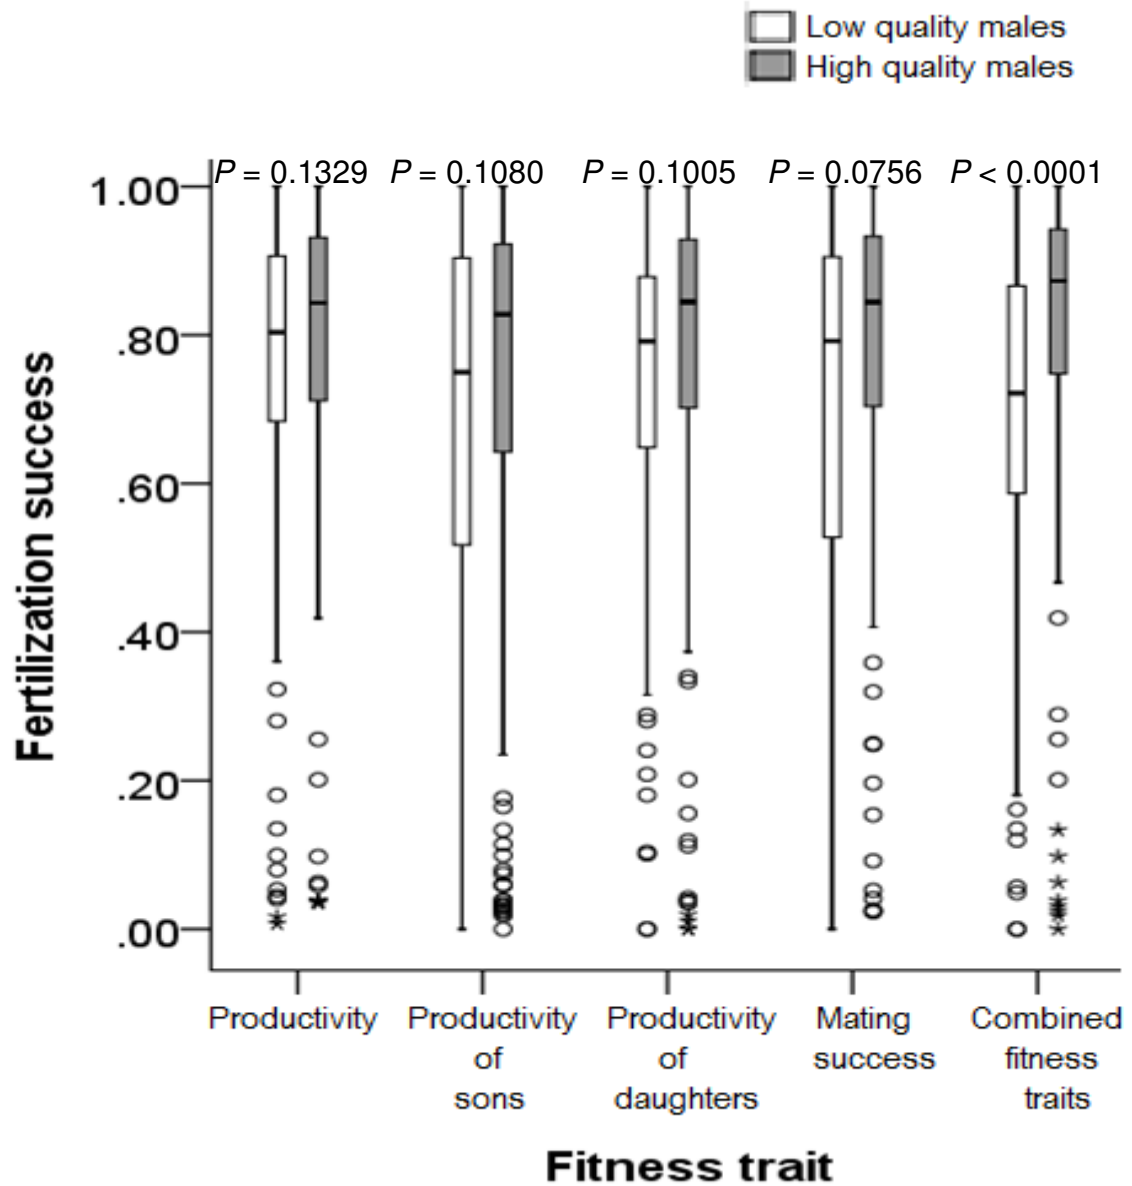 Low quality males
High quality males
P = 0.1329 P = 0.1080 P = 0.1005 P = 0.0756 P < 0.0001
1.00
.80
.60
.40
.20
.00
Fertilization success
Productivity Productivity Productivity Mating Combined
of of success fitness
sons daughters traits
Fitness trait